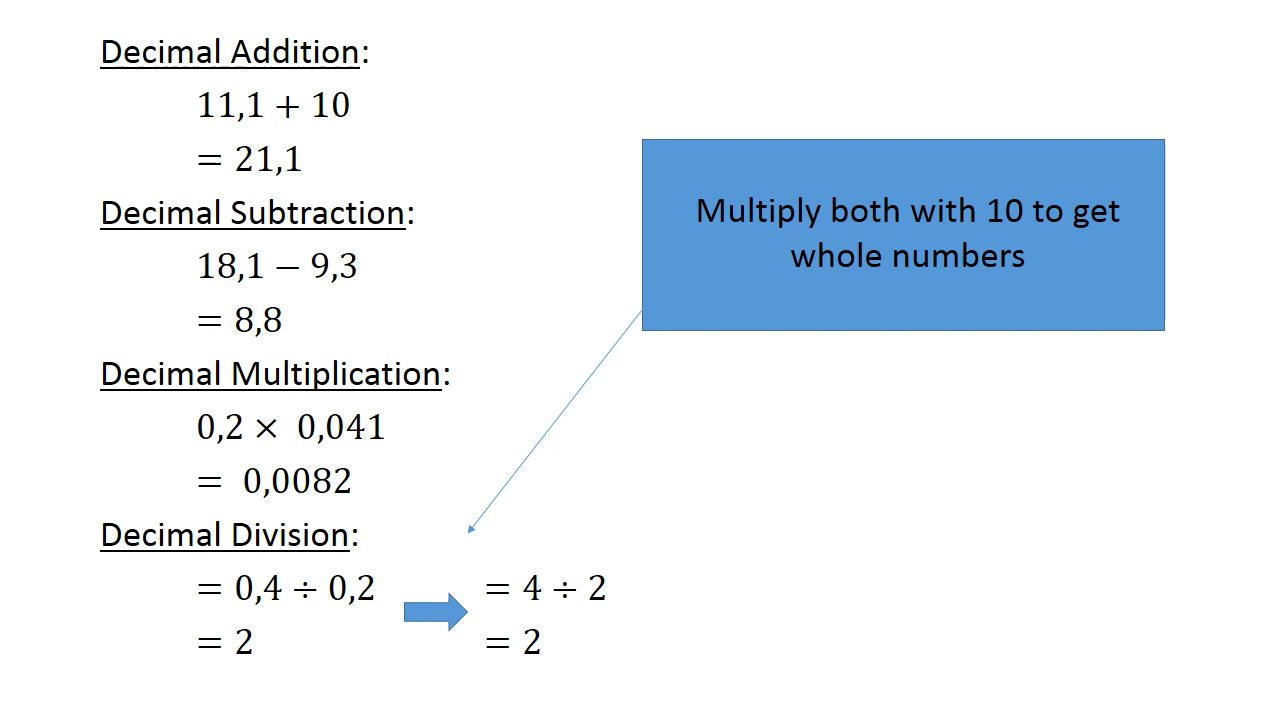 Decimal Addition:
11,1 + 10
= 21,1
Decimal Subtraction:
18,1 − 9,3
= 8,8
Decimal Multiplication:
0,2 × 0,041
= 0,0082
Decimal Division:
= 0,4 ÷ 0,2
= 2
= 4 ÷ 2
= 2
Multiply both with 10 to get
whole numbers